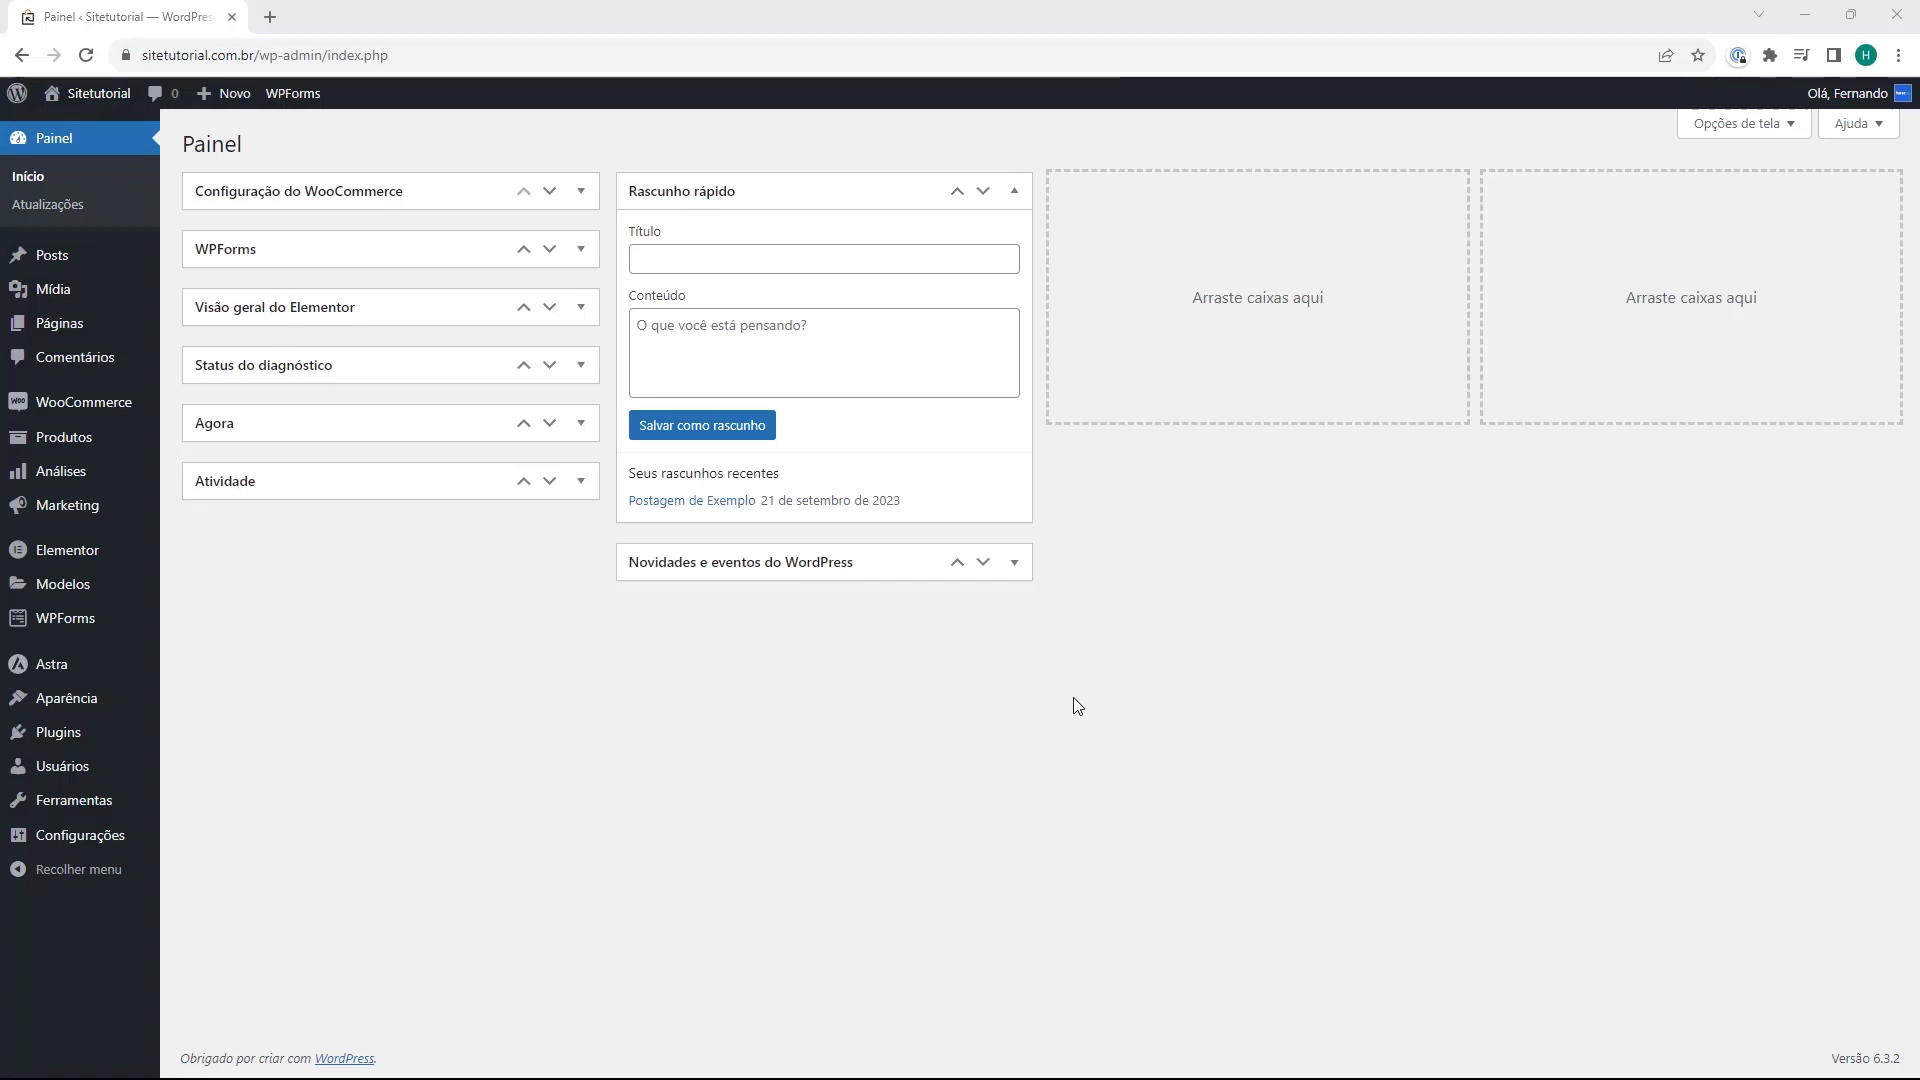 Painel ‹ Sitetutorial — WordPres
sitetutorial.com.br/wp-admin/index.php
H
Sitetutorial
0
Novo
WPForms
Olá, Fernando
Painel
Início
Atualizações
Posts
Mídia
Páginas
Comentários
WooCommerce
Produtos
Análises
Marketing
Elementor
Modelos
WPForms
Astra
Aparência
Plugins
Usuários
Ferramentas
Configurações
Recolher menu
Opções de tela
Ajuda
Painel
Configuração do WooCommerce
WPForms
Visão geral do Elementor
Status do diagnóstico
Agora
Atividade
Rascunho rápido
Título
Conteúdo
O que você está pensando?
Salvar como rascunho
Seus rascunhos recentes
Postagem de Exemplo 21 de setembro de 2023
Novidades e eventos do WordPress
Arraste caixas aqui
Arraste caixas aqui
Obrigado por criar com WordPress.
Versão 6.3.2